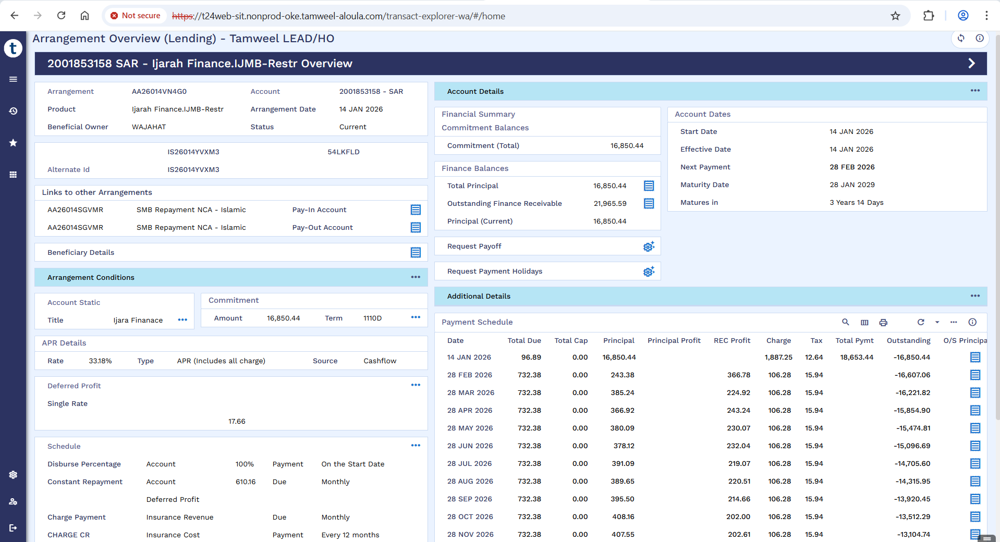 Not secure https://t24web-sit.nonprod-oke.tamweel-aloula.com/transact-explorer-wa/#/home
t
Arrangement Overview (Lending) - Tamweel LEAD/HO
2001853158 SAR - Ijarah Finance.IJMB-Restr Overview
Arrangement AA26014VN4G0 Account 2001853158 - SAR
Product Ijarah Finance.IJMB-Restr Arrangement Date 14 JAN 2026
Beneficial Owner WAJAHAT Status Current
IS26014YVXM3 54LKFLD
Alternate Id IS26014YVXM3
Links to other Arrangements
AA26014SGVMR SMB Repayment NCA - Islamic Pay-In Account
AA26014SGVMR SMB Repayment NCA - Islamic Pay-Out Account
Beneficiary Details
Arrangement Conditions
Account Static
Title Ijara Finanace
Commitment
Amount 16,850.44 Term 1110D
APR Details
Rate 33.18% Type APR (Includes all charge) Source Cashflow
Deferred Profit
Single Rate
17.66
Schedule
Disburse Percentage Account 100% Payment On the Start Date
Constant Repayment Account 610.16 Due Monthly
Deferred Profit
Charge Payment Insurance Revenue Due Monthly
CHARGE CR Insurance Cost Payment Every 12 months
Account Details
Financial Summary
Commitment Balances
Commitment (Total) 16,850.44
Finance Balances
Total Principal 16,850.44
Outstanding Finance Receivable 21,965.59
Principal (Current) 16,850.44
Request Payoff
Request Payment Holidays
Account Dates
Start Date 14 JAN 2026
Effective Date 14 JAN 2026
Next Payment 28 FEB 2026
Maturity Date 28 JAN 2029
Matures in 3 Years 14 Days
Additional Details
Payment Schedule
Date Total Due Total Cap Principal Principal Profit REC Profit Charge Tax Total Pymt Outstanding O/S Principa
14 JAN 2026 96.89 0.00 16,850.44 1,887.25 12.64 18,653.44 -16,850.44
28 FEB 2026 732.38 0.00 243.38 366.78 106.28 15.94 -16,607.06
28 MAR 2026 732.38 0.00 385.24 224.92 106.28 15.94 -16,221.82
28 APR 2026 732.38 0.00 366.92 243.24 106.28 15.94 -15,854.90
28 MAY 2026 732.38 0.00 380.09 230.07 106.28 15.94 -15,474.81
28 JUN 2026 732.38 0.00 378.12 232.04 106.28 15.94 -15,096.69
28 JUL 2026 732.38 0.00 391.09 219.07 106.28 15.94 -14,705.60
28 AUG 2026 732.38 0.00 389.65 220.51 106.28 15.94 -14,315.95
28 SEP 2026 732.38 0.00 395.50 214.66 106.28 15.94 -13,920.45
28 OCT 2026 732.38 0.00 408.16 202.00 106.28 15.94 -13,512.29
28 NOV 2026 732.38 0.00 407.55 202.61 106.28 15.94 -13,104.74